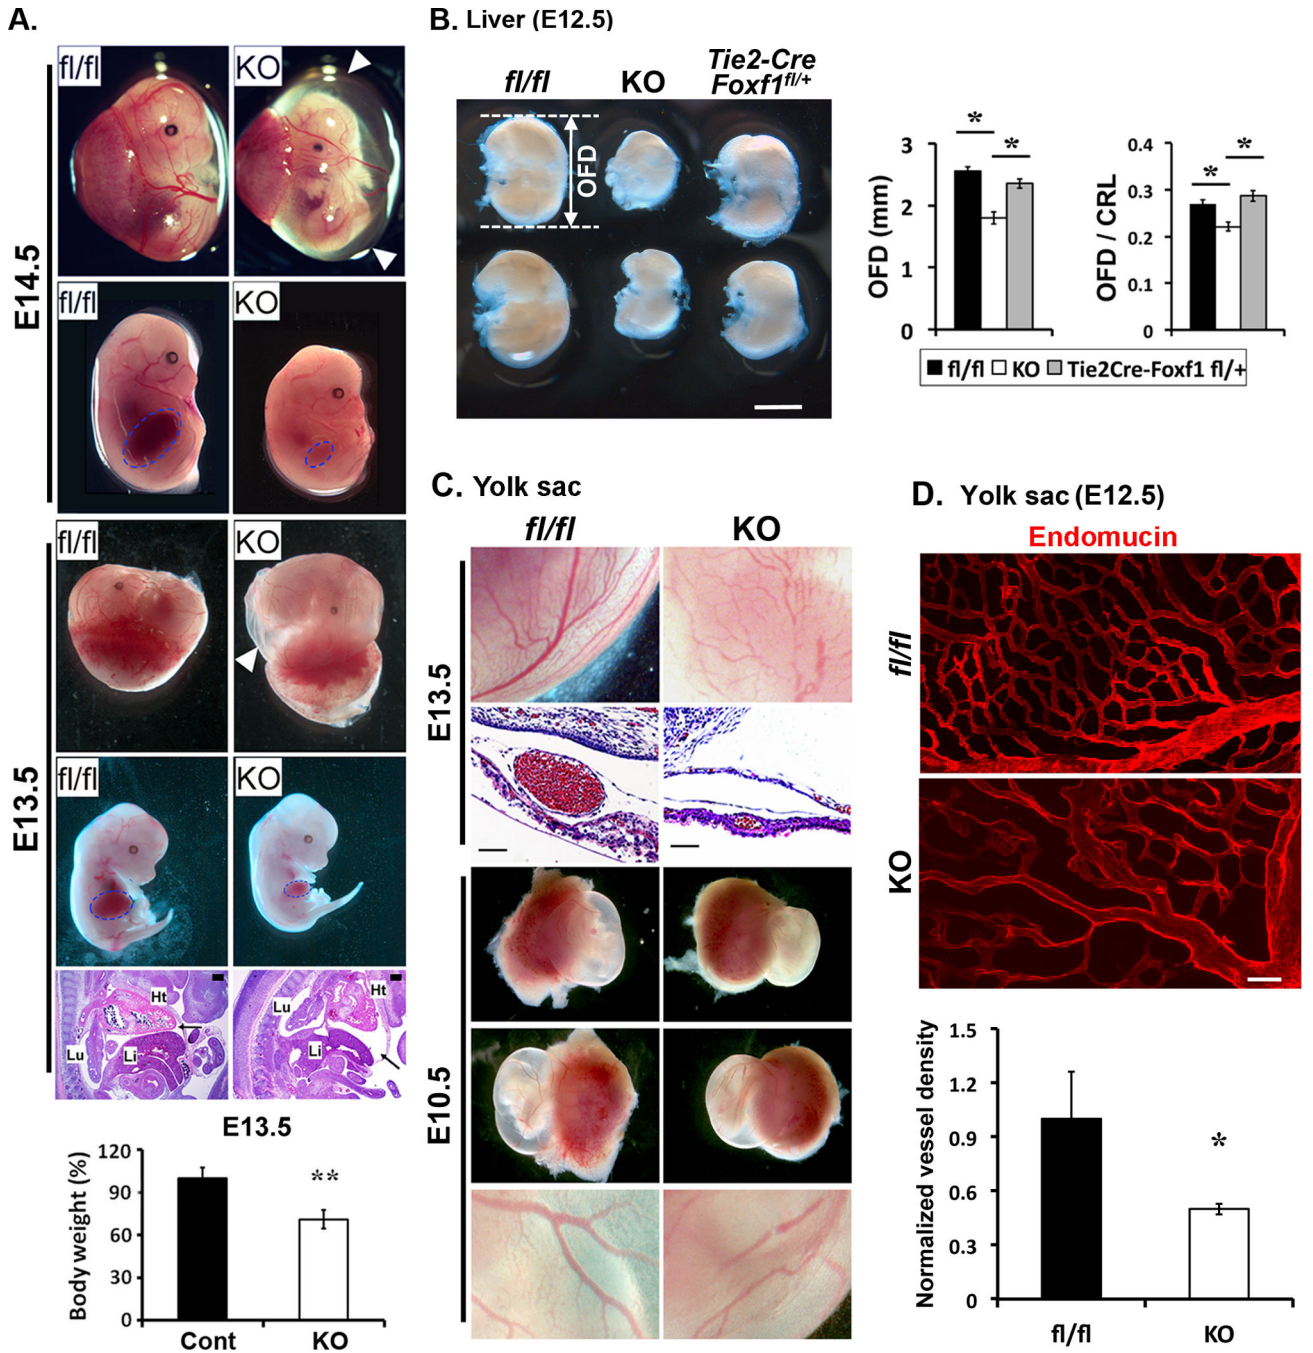 A.
fl/fl
KO
E14.5
fl/fl
KO
fl/fl
KO
E13.5
fl/fl
KO
Ht
Lu
Li
Lu
Ht
Li
E13.5
Body weight (%)
120
90
60
30
0
**
Cont
KO
B. Liver (E12.5)
fl/fl
KO
Tie2-Cre
Foxf1fl/+
OFD
OFD (mm)
3
2
1
0
*
*
OFD / CRL
0.4
0.3
0.2
0.1
0
*
*
fl/fl
KO
Tie2Cre-Foxf1 fl/+
C. Yolk sac
fl/fl
KO
E13.5
E10.5
D. Yolk sac (E12.5)
Endomucin
fl/fl
KO
Normalized vessel density
1.5
1.2
0.9
0.6
0.3
0
*
fl/fl
KO